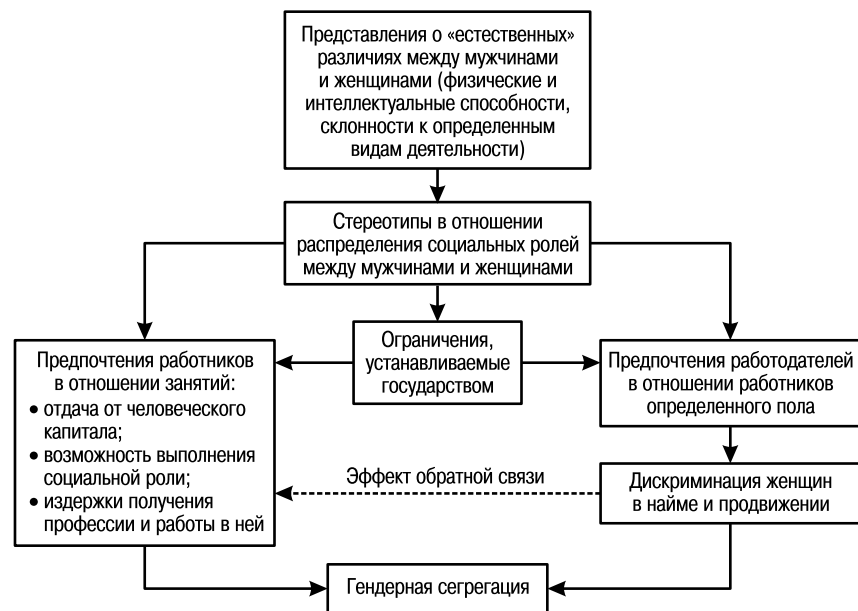 Представления о «естественных»
различиях между мужчинами
и женщинами (физические и
интеллектуальные способности,
склонности к определенным
видам деятельности)
Стереотипы в отношении
распределения социальных ролей
между мужчинами и женщинами
Ограничения,
устанавливаемые
государством
Предпочтения работников
в отношении занятий:
• отдача от человеческого
капитала;
• возможность выполнения
социальной роли;
• издержки получения
профессии и работы в ней
Предпочтения работодателей
в отношении работников
определенного пола
Эффект обратной связи
Дискриминация женщин
в найме и продвижении
Гендерная сегрегация